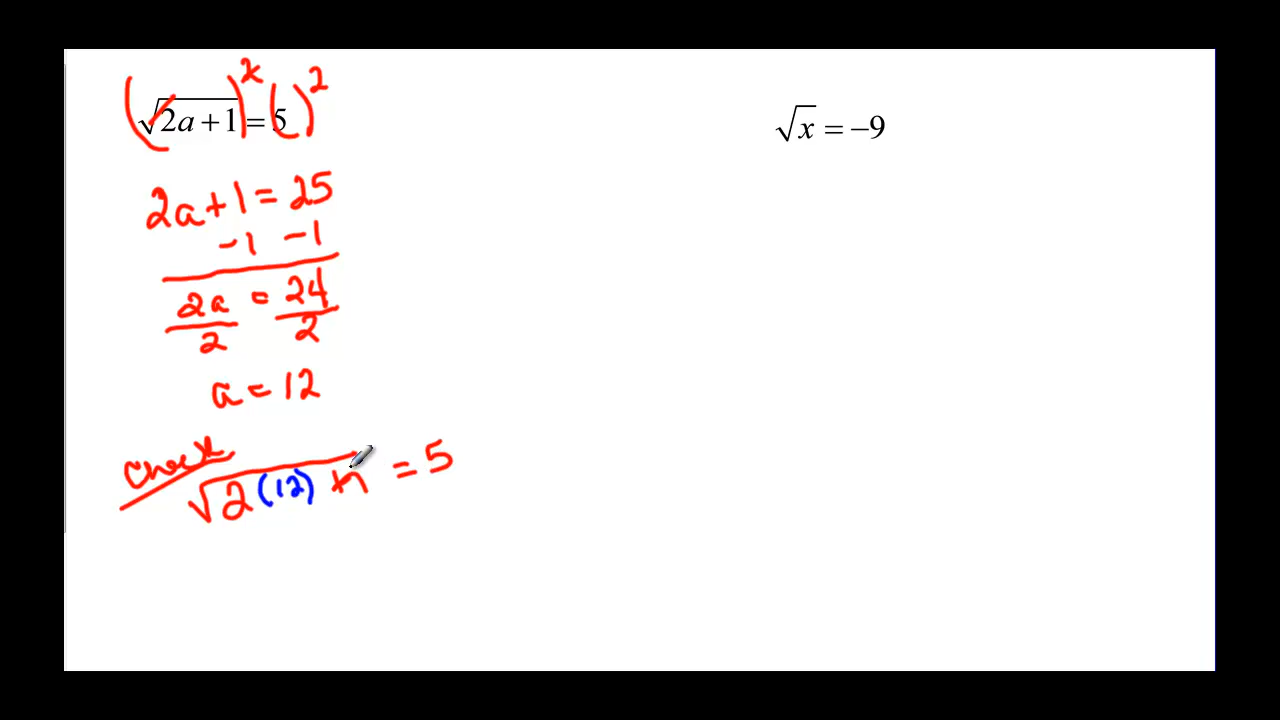 (√2a + 1)² = (5)²
√x = −9
2a+1 = 25
−1 −1
2a/2 = 24/2
a = 12
Check
√2(12)+1 = 5